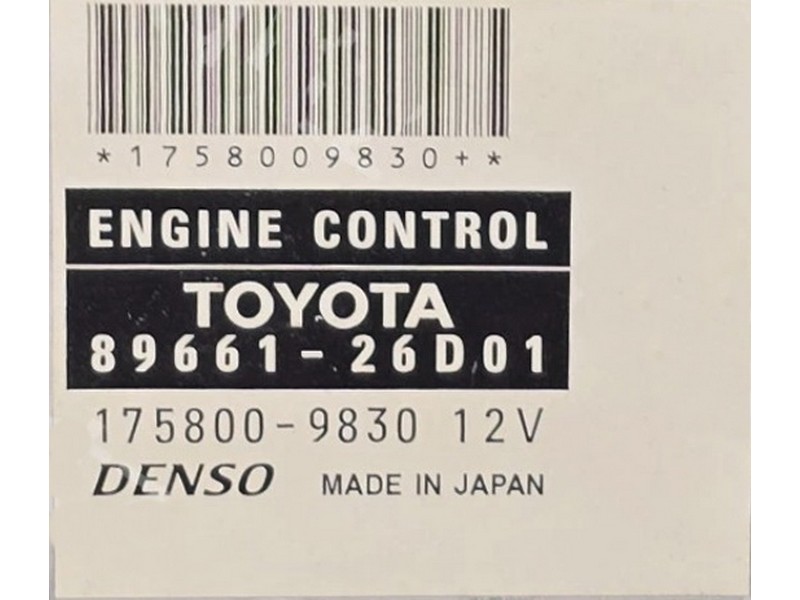 *1758009830+*
ENGINE CONTROL
TOYOTA
89661-26D01
175800-9830 12V
DENSO MADE IN JAPAN